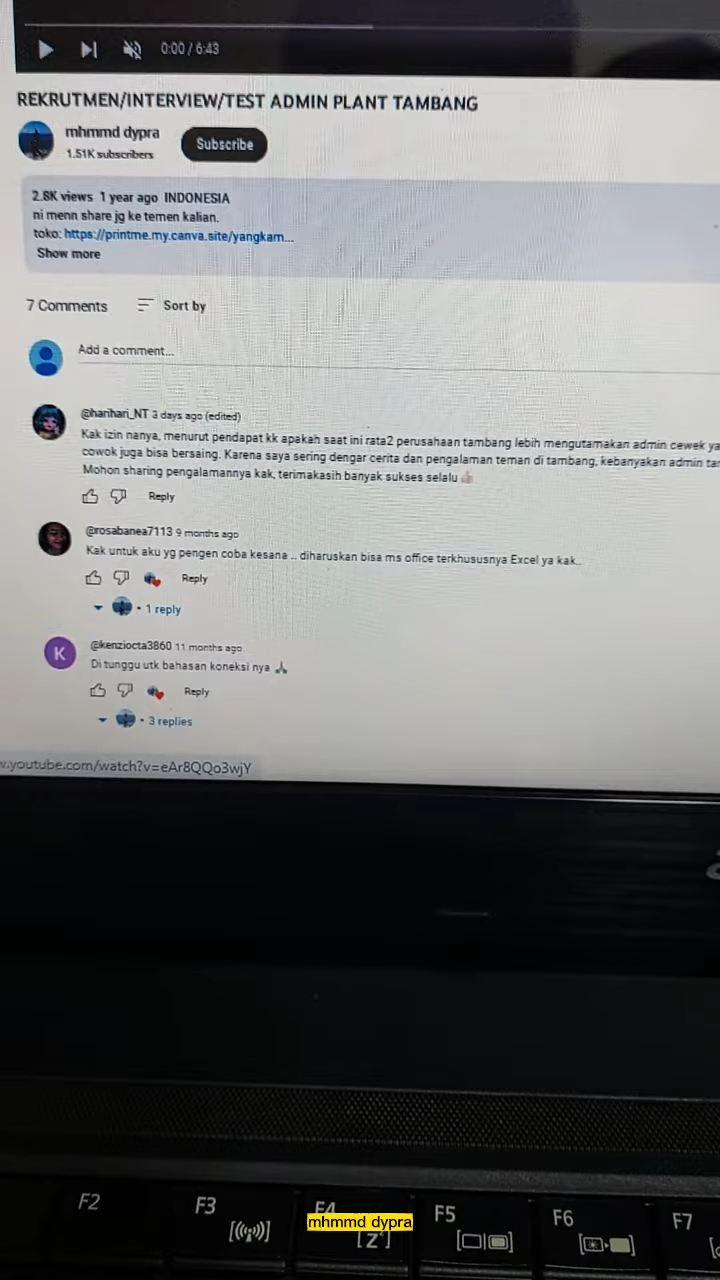 0:00 / 6:43
REKRUTMEN/INTERVIEW/TEST ADMIN PLANT TAMBANG
mhmmd dypra
1.51K subscribers
Subscribe
2.8K views 1 year ago INDONESIA
ni menn share jg ke temen kalian.
toko: https://printme.my.canva.site/yangkam...
Show more
7 Comments
Sort by
Add a comment...
@harihari_NT 3 days ago (edited)
Kak izin nanya, menurut pendapat kk apakah saat ini rata2 perusahaan tambang lebih mengutamakan admin cewek ya
cowok juga bisa bersaing. Karena saya sering dengar cerita dan pengalaman teman di tambang, kebanyakan admin ta
Mohon sharing pengalamannya kak, terimakasih banyak sukses selalu 👍🏻
Reply
@rosabanea7113 9 months ago
Kak untuk aku yg pengen coba kesana .. diharuskan bisa ms office terkhususnya Excel ya kak..
Reply
• 1 reply
K
@kenziocta3860 11 months ago
Di tunggu utk bahasan koneksi nya 🙏
Reply
• 3 replies
w.youtube.com/watch?v=eAr8QQo3wjY
F2
F3
F4
F5
F6
F7
mhmmd dypra
Z